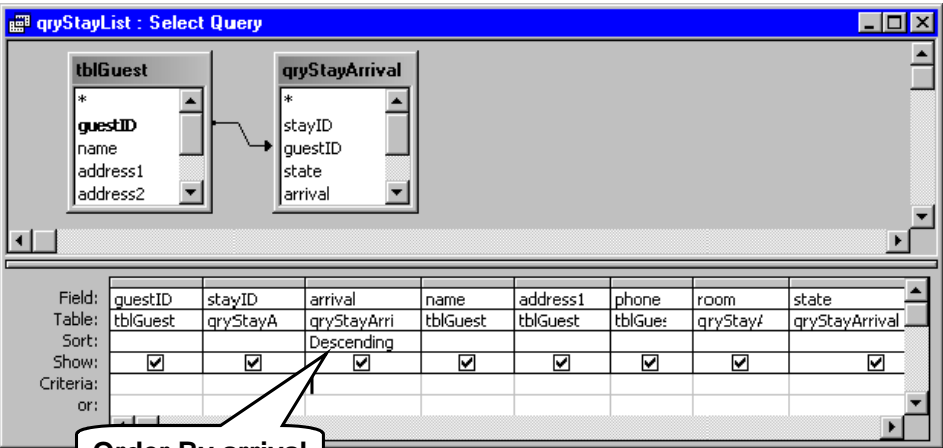 qryStayList : Select Query
tblGuest
*
guestID
name
address1
address2
qryStayArrival
*
stayID
guestID
state
arrival
Field: guestID stayID arrival name address1 phone room state
Table: tblGuest qryStayA qryStayArri tblGuest tblGuest tblGues qryStayA qryStayArrival
Sort: Descending
Show:
Criteria:
or:
Order By arrival